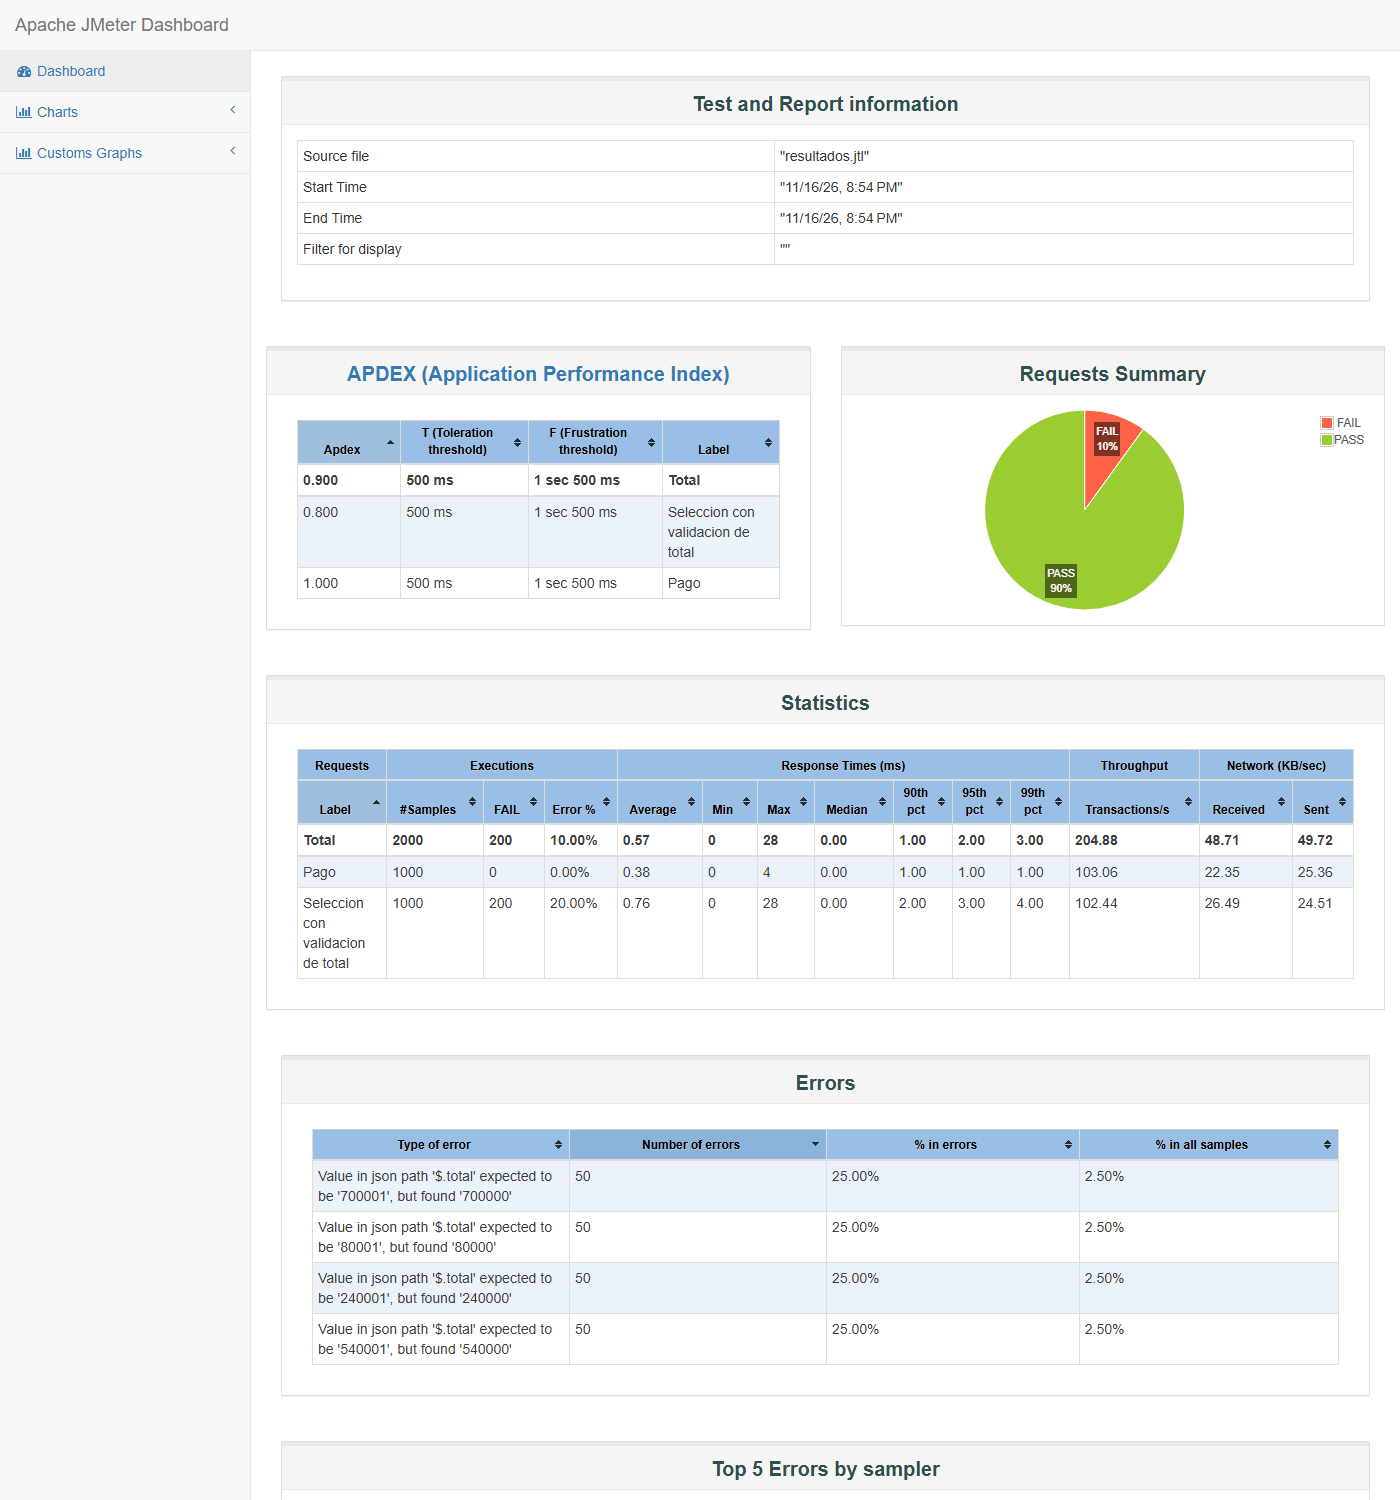 Apache JMeter Dashboard
Dashboard
Charts
Customs Graphs
Test and Report information
Source file "resultados.jtl"
Start Time "11/16/26, 8:54 PM"
End Time "11/16/26, 8:54 PM"
Filter for display ""
APDEX (Application Performance Index)
Apdex T (Toleration threshold) F (Frustration threshold) Label
0.900 500 ms 1 sec 500 ms Total
0.800 500 ms 1 sec 500 ms Seleccion con
validacion de
total
1.000 500 ms 1 sec 500 ms Pago
Requests Summary
FAIL
10%
PASS
90%
FAIL
PASS
Statistics
Requests Executions Response Times (ms) Throughput Network (KB/sec)
Label #Samples FAIL Error % Average Min Max Median 90th pct 95th pct 99th pct Transactions/s Received Sent
Total 2000 200 10.00% 0.57 0 28 0.00 1.00 2.00 3.00 204.88 48.71 49.72
Pago 1000 0 0.00% 0.38 0 4 0.00 1.00 1.00 1.00 103.06 22.35 25.36
Seleccion 1000 200 20.00% 0.76 0 28 0.00 2.00 3.00 4.00 102.44 26.49 24.51
con
validacion
de total
Errors
Type of error Number of errors % in errors % in all samples
Value in json path '$.total' expected to 50 25.00% 2.50%
be '700001', but found '700000'
Value in json path '$.total' expected to 50 25.00% 2.50%
be '80001', but found '80000'
Value in json path '$.total' expected to 50 25.00% 2.50%
be '240001', but found '240000'
Value in json path '$.total' expected to 50 25.00% 2.50%
be '540001', but found '540000'
Top 5 Errors by sampler